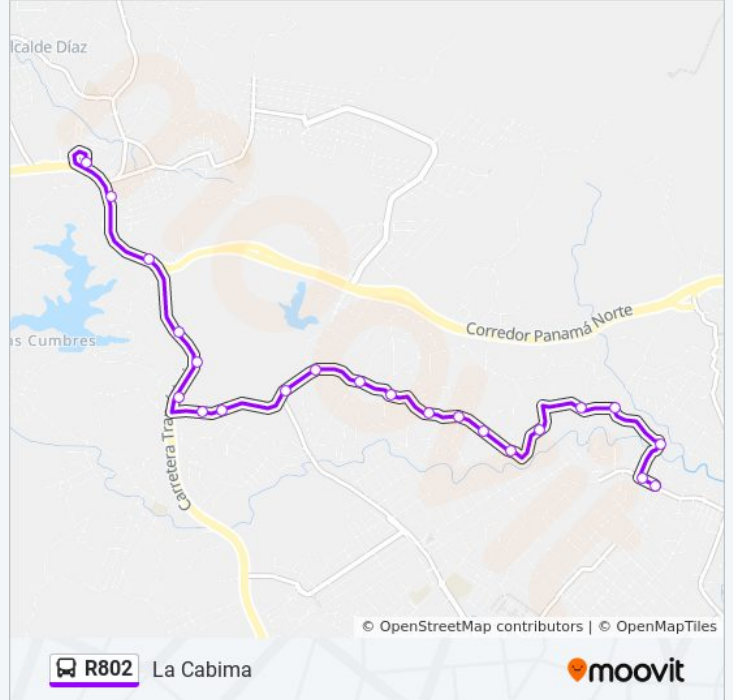 lcalde Díaz
Corredor Panamá Norte
as Cumbres
Carretera Tra
© OpenStreetMap contributors | © OpenMapTiles
R802 La Cabima
moovit